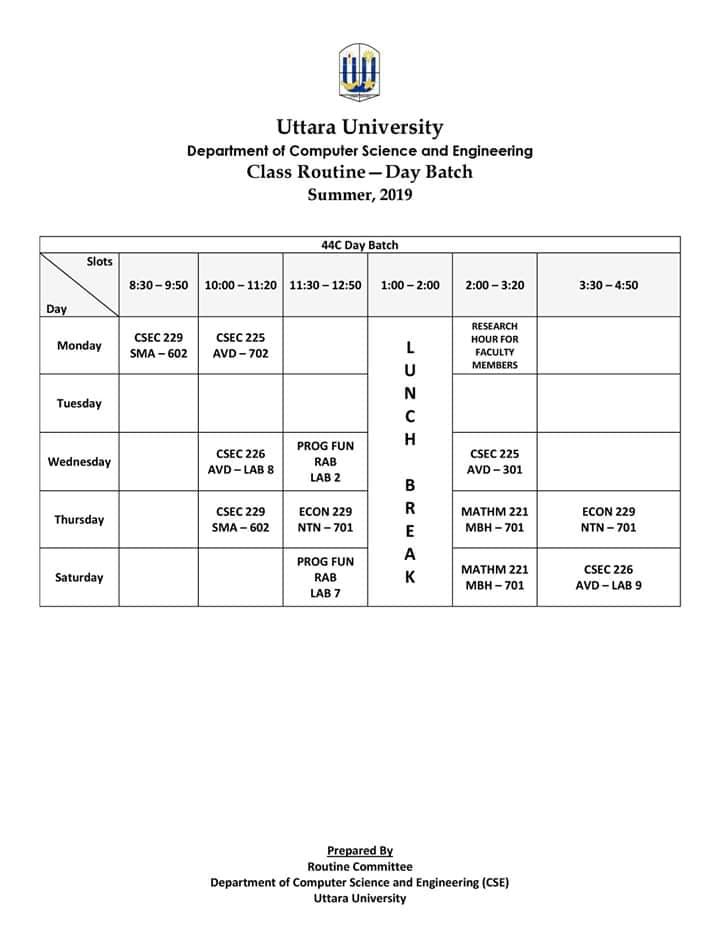 UU
Uttara University
Department of Computer Science and Engineering
Class Routine—Day Batch
Summer, 2019
44C Day Batch
Slots
Day
8:30 – 9:50
10:00 – 11:20
11:30 – 12:50
1:00 – 2:00
2:00 – 3:20
3:30 – 4:50
Monday
CSEC 229
SMA – 602
CSEC 225
AVD – 702
LUNCH BREAK
RESEARCH
HOUR FOR
FACULTY
MEMBERS
Tuesday
Wednesday
CSEC 226
AVD – LAB 8
PROG FUN
RAB
LAB 2
CSEC 225
AVD – 301
Thursday
CSEC 229
SMA – 602
ECON 229
NTN – 701
MATHM 221
MBH – 701
ECON 229
NTN – 701
Saturday
PROG FUN
RAB
LAB 7
MATHM 221
MBH – 701
CSEC 226
AVD – LAB 9
Prepared By
Routine Committee
Department of Computer Science and Engineering (CSE)
Uttara University